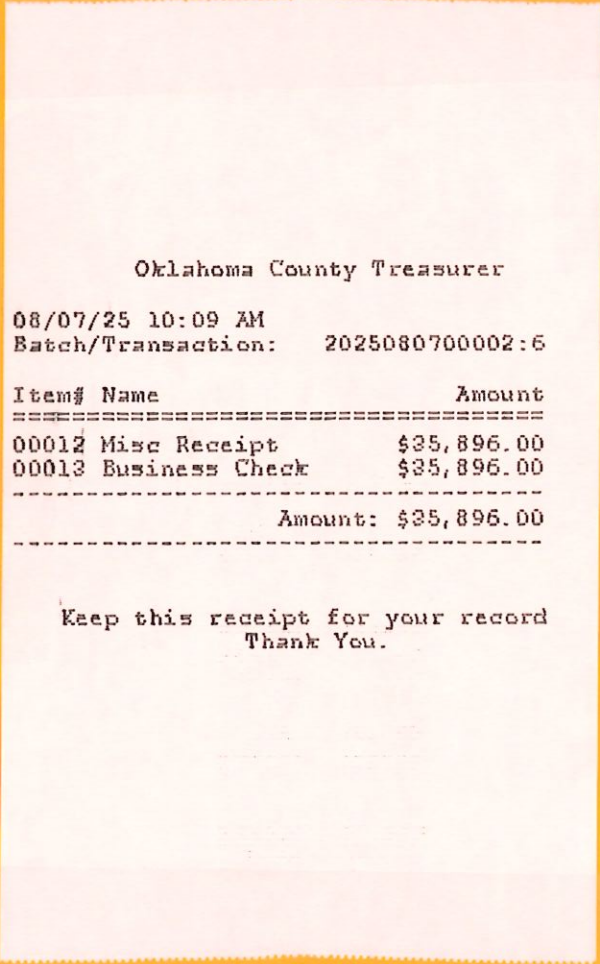 Oklahoma County Treasurer
08/07/25 10:09 AM
Batch/Transaction: 2025080700002:6
Item# Name Amount
=====================================
00012 Misc Receipt $35,896.00
00013 Business Check $35,896.00
-------------------------------------
Amount: $35,896.00
-------------------------------------
Keep this receipt for your record
Thank You.